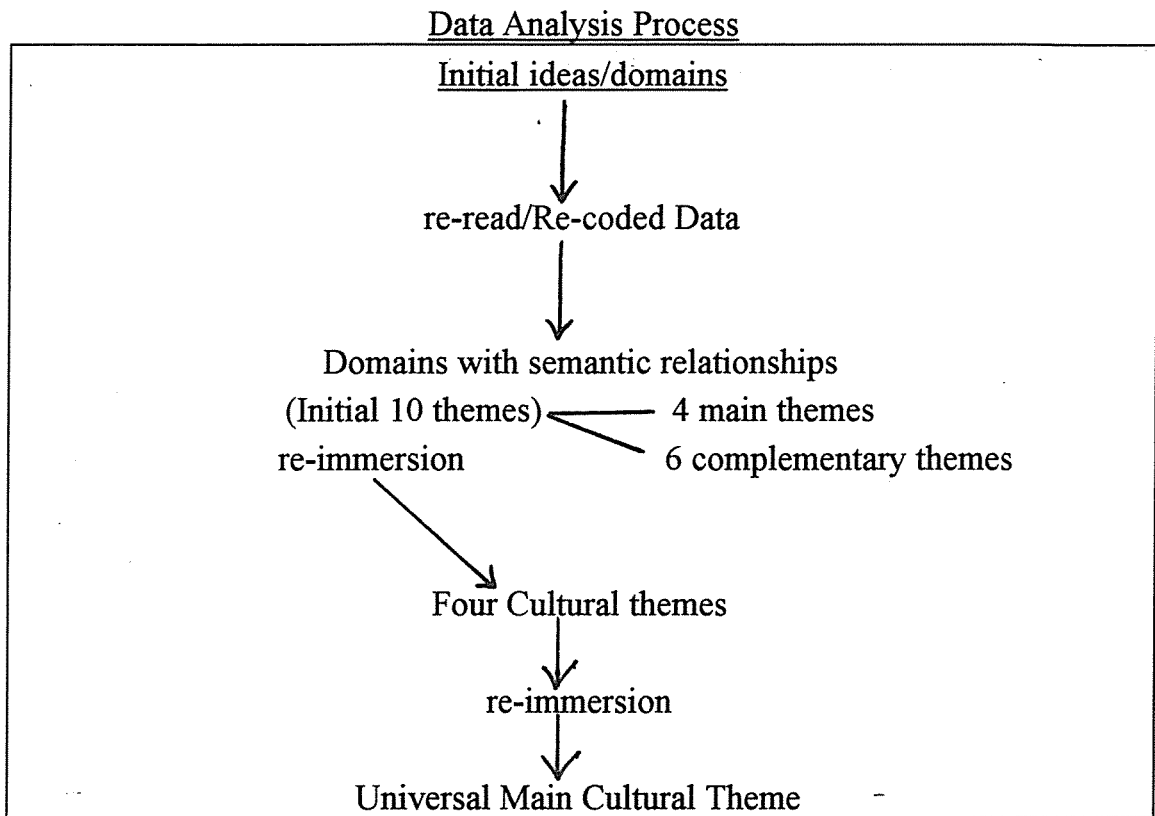 Data Analysis Process
Initial ideas/domains
re-read/Re-coded Data
Domains with semantic relationships
(Initial 10 themes) 4 main themes
re-immersion 6 complementary themes
Four Cultural themes
re-immersion
Universal Main Cultural Theme